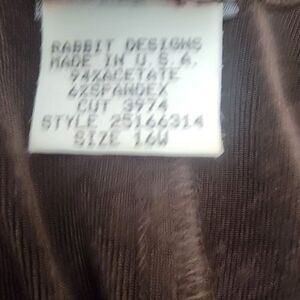 RABBIT DESIGNS
MADE IN U.S.A.
94%ACETATE
6%SPANDEX
CUT 3974
STYLE 25166314
SIZE 16W